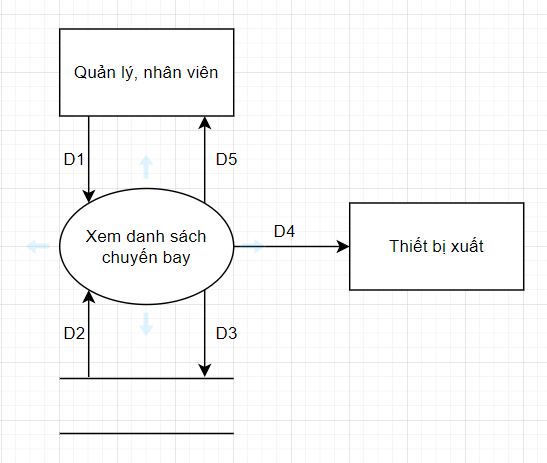 Quản lý, nhân viên
D1
D5
Xem danh sách
chuyến bay
D4
Thiết bị xuất
D2
D3